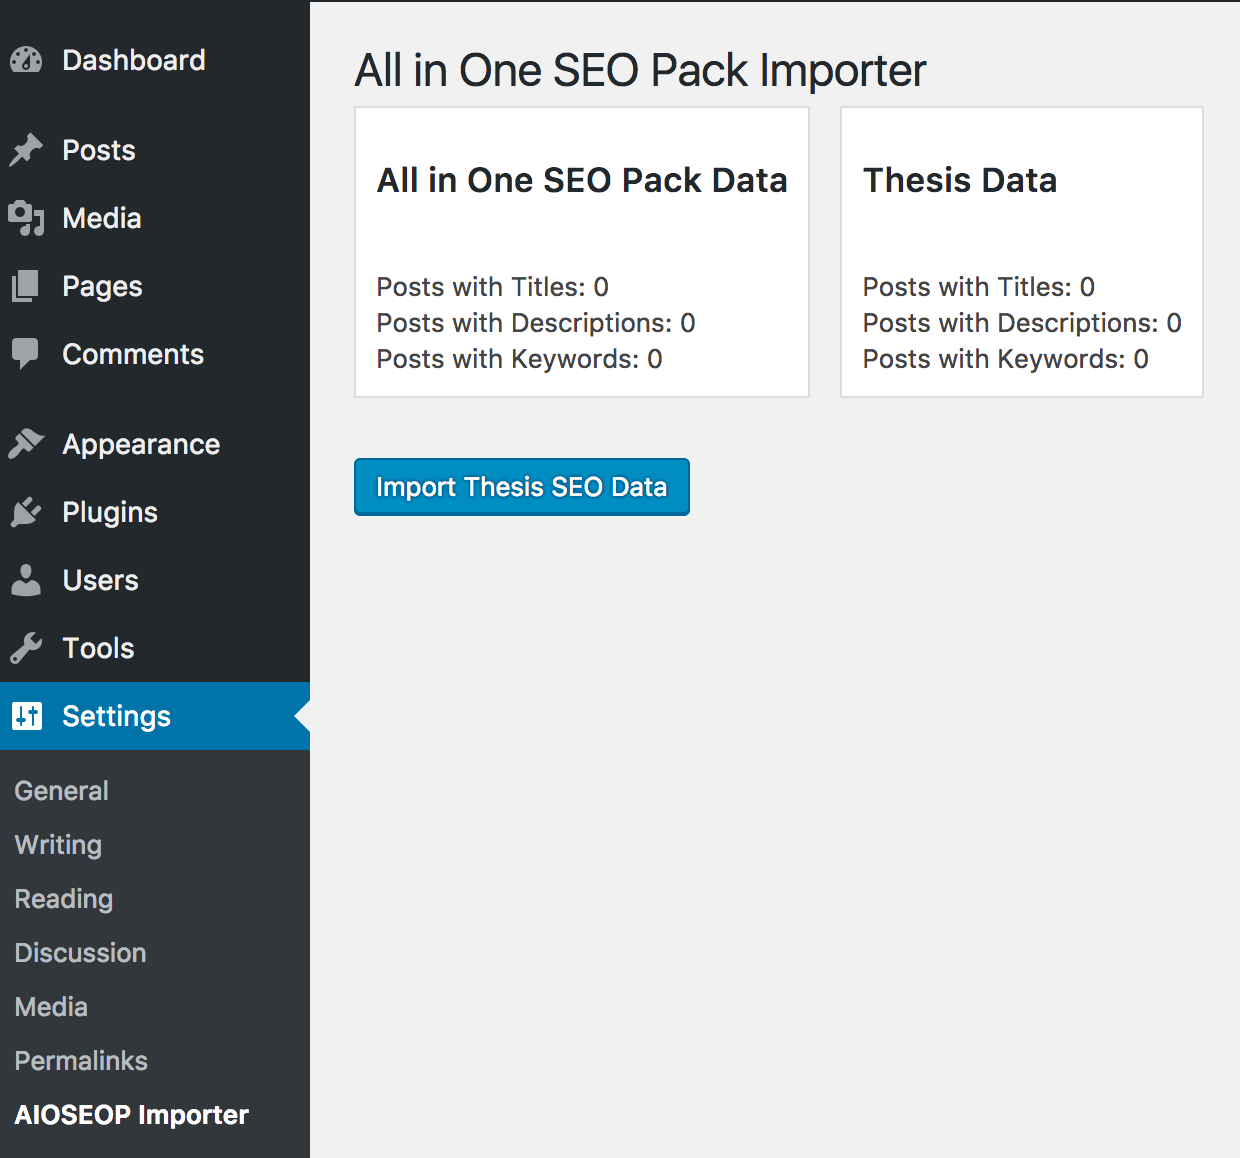 Dashboard
Posts
Media
Pages
Comments
Appearance
Plugins
Users
Tools
Settings
General
Writing
Reading
Discussion
Media
Permalinks
AIOSEOP Importer
All in One SEO Pack Importer
All in One SEO Pack Data
Posts with Titles: 0
Posts with Descriptions: 0
Posts with Keywords: 0
Thesis Data
Posts with Titles: 0
Posts with Descriptions: 0
Posts with Keywords: 0
Import Thesis SEO Data